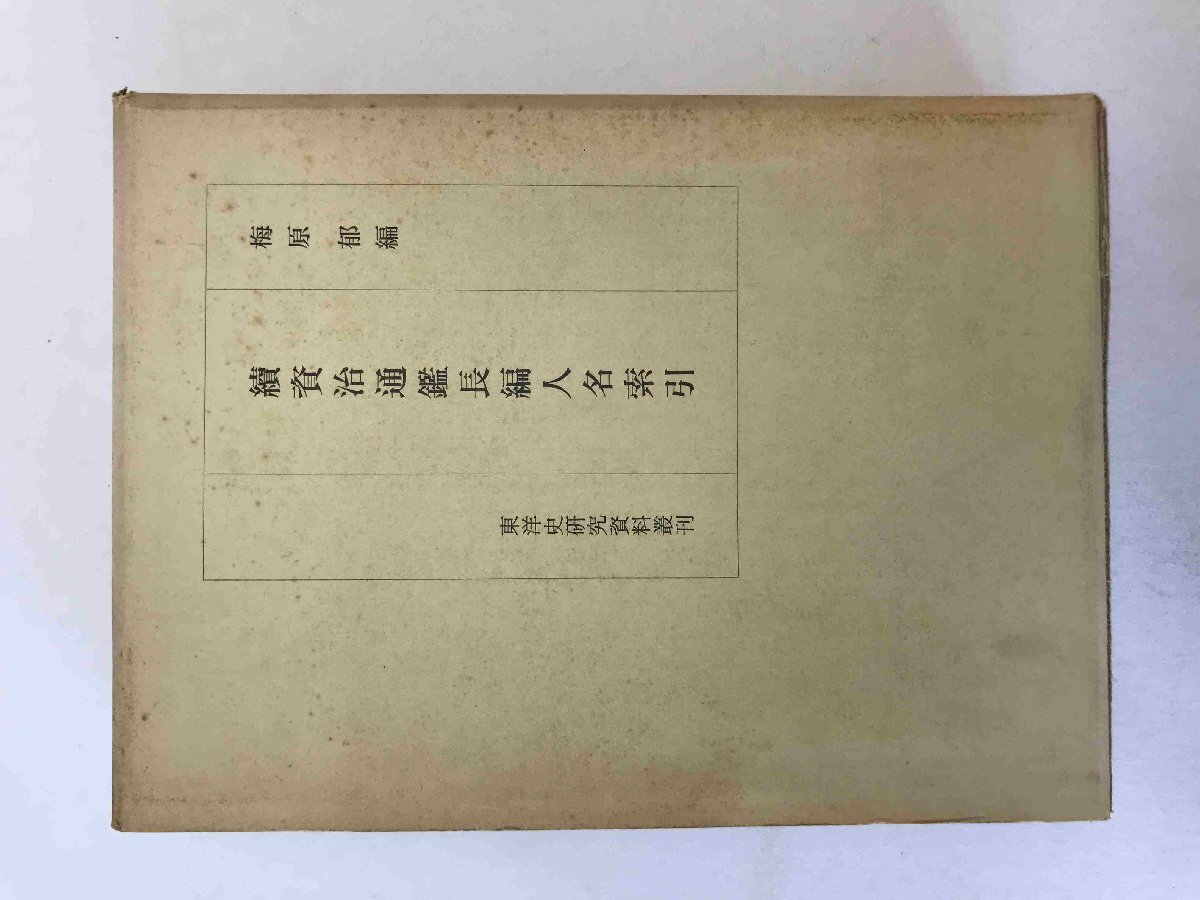 梅原郁編
續資治通鑑長編人名索引
東洋史硏究資料叢刊